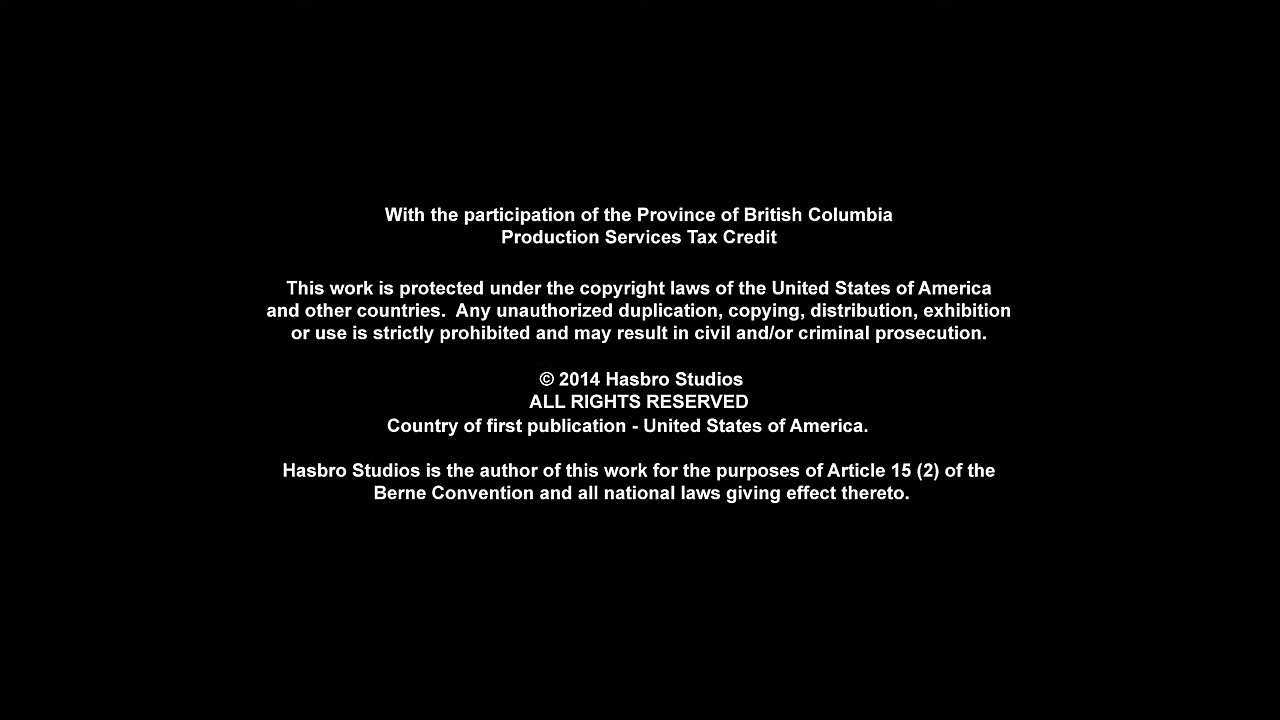 With the participation of the Province of British Columbia
Production Services Tax Credit
This work is protected under the copyright laws of the United States of America
and other countries.  Any unauthorized duplication, copying, distribution, exhibition
or use is strictly prohibited and may result in civil and/or criminal prosecution.
© 2014 Hasbro Studios
ALL RIGHTS RESERVED
Country of first publication - United States of America.
Hasbro Studios is the author of this work for the purposes of Article 15 (2) of the
Berne Convention and all national laws giving effect thereto.